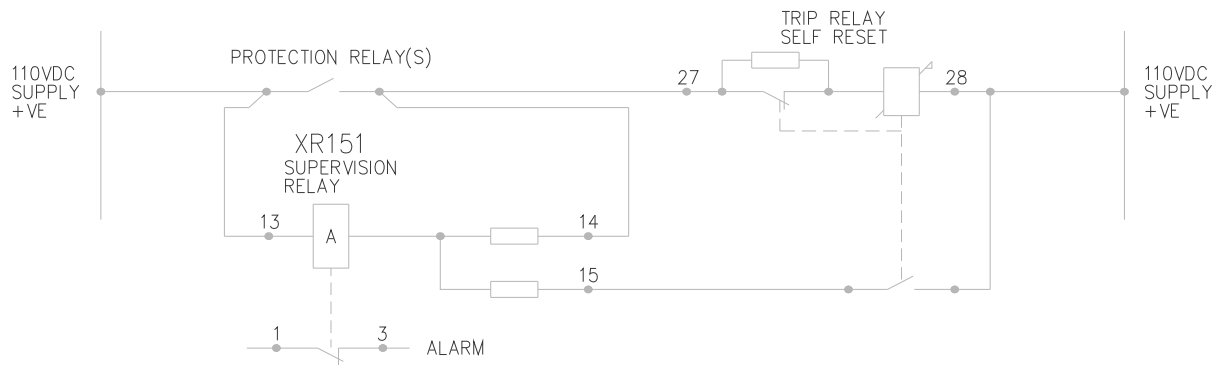 TRIP RELAY
SELF RESET
PROTECTION RELAY(S)
110VDC
SUPPLY
+VE
27
28
110VDC
SUPPLY
+VE
XR151
SUPERVISION
RELAY
13
A
14
15
1
3
ALARM